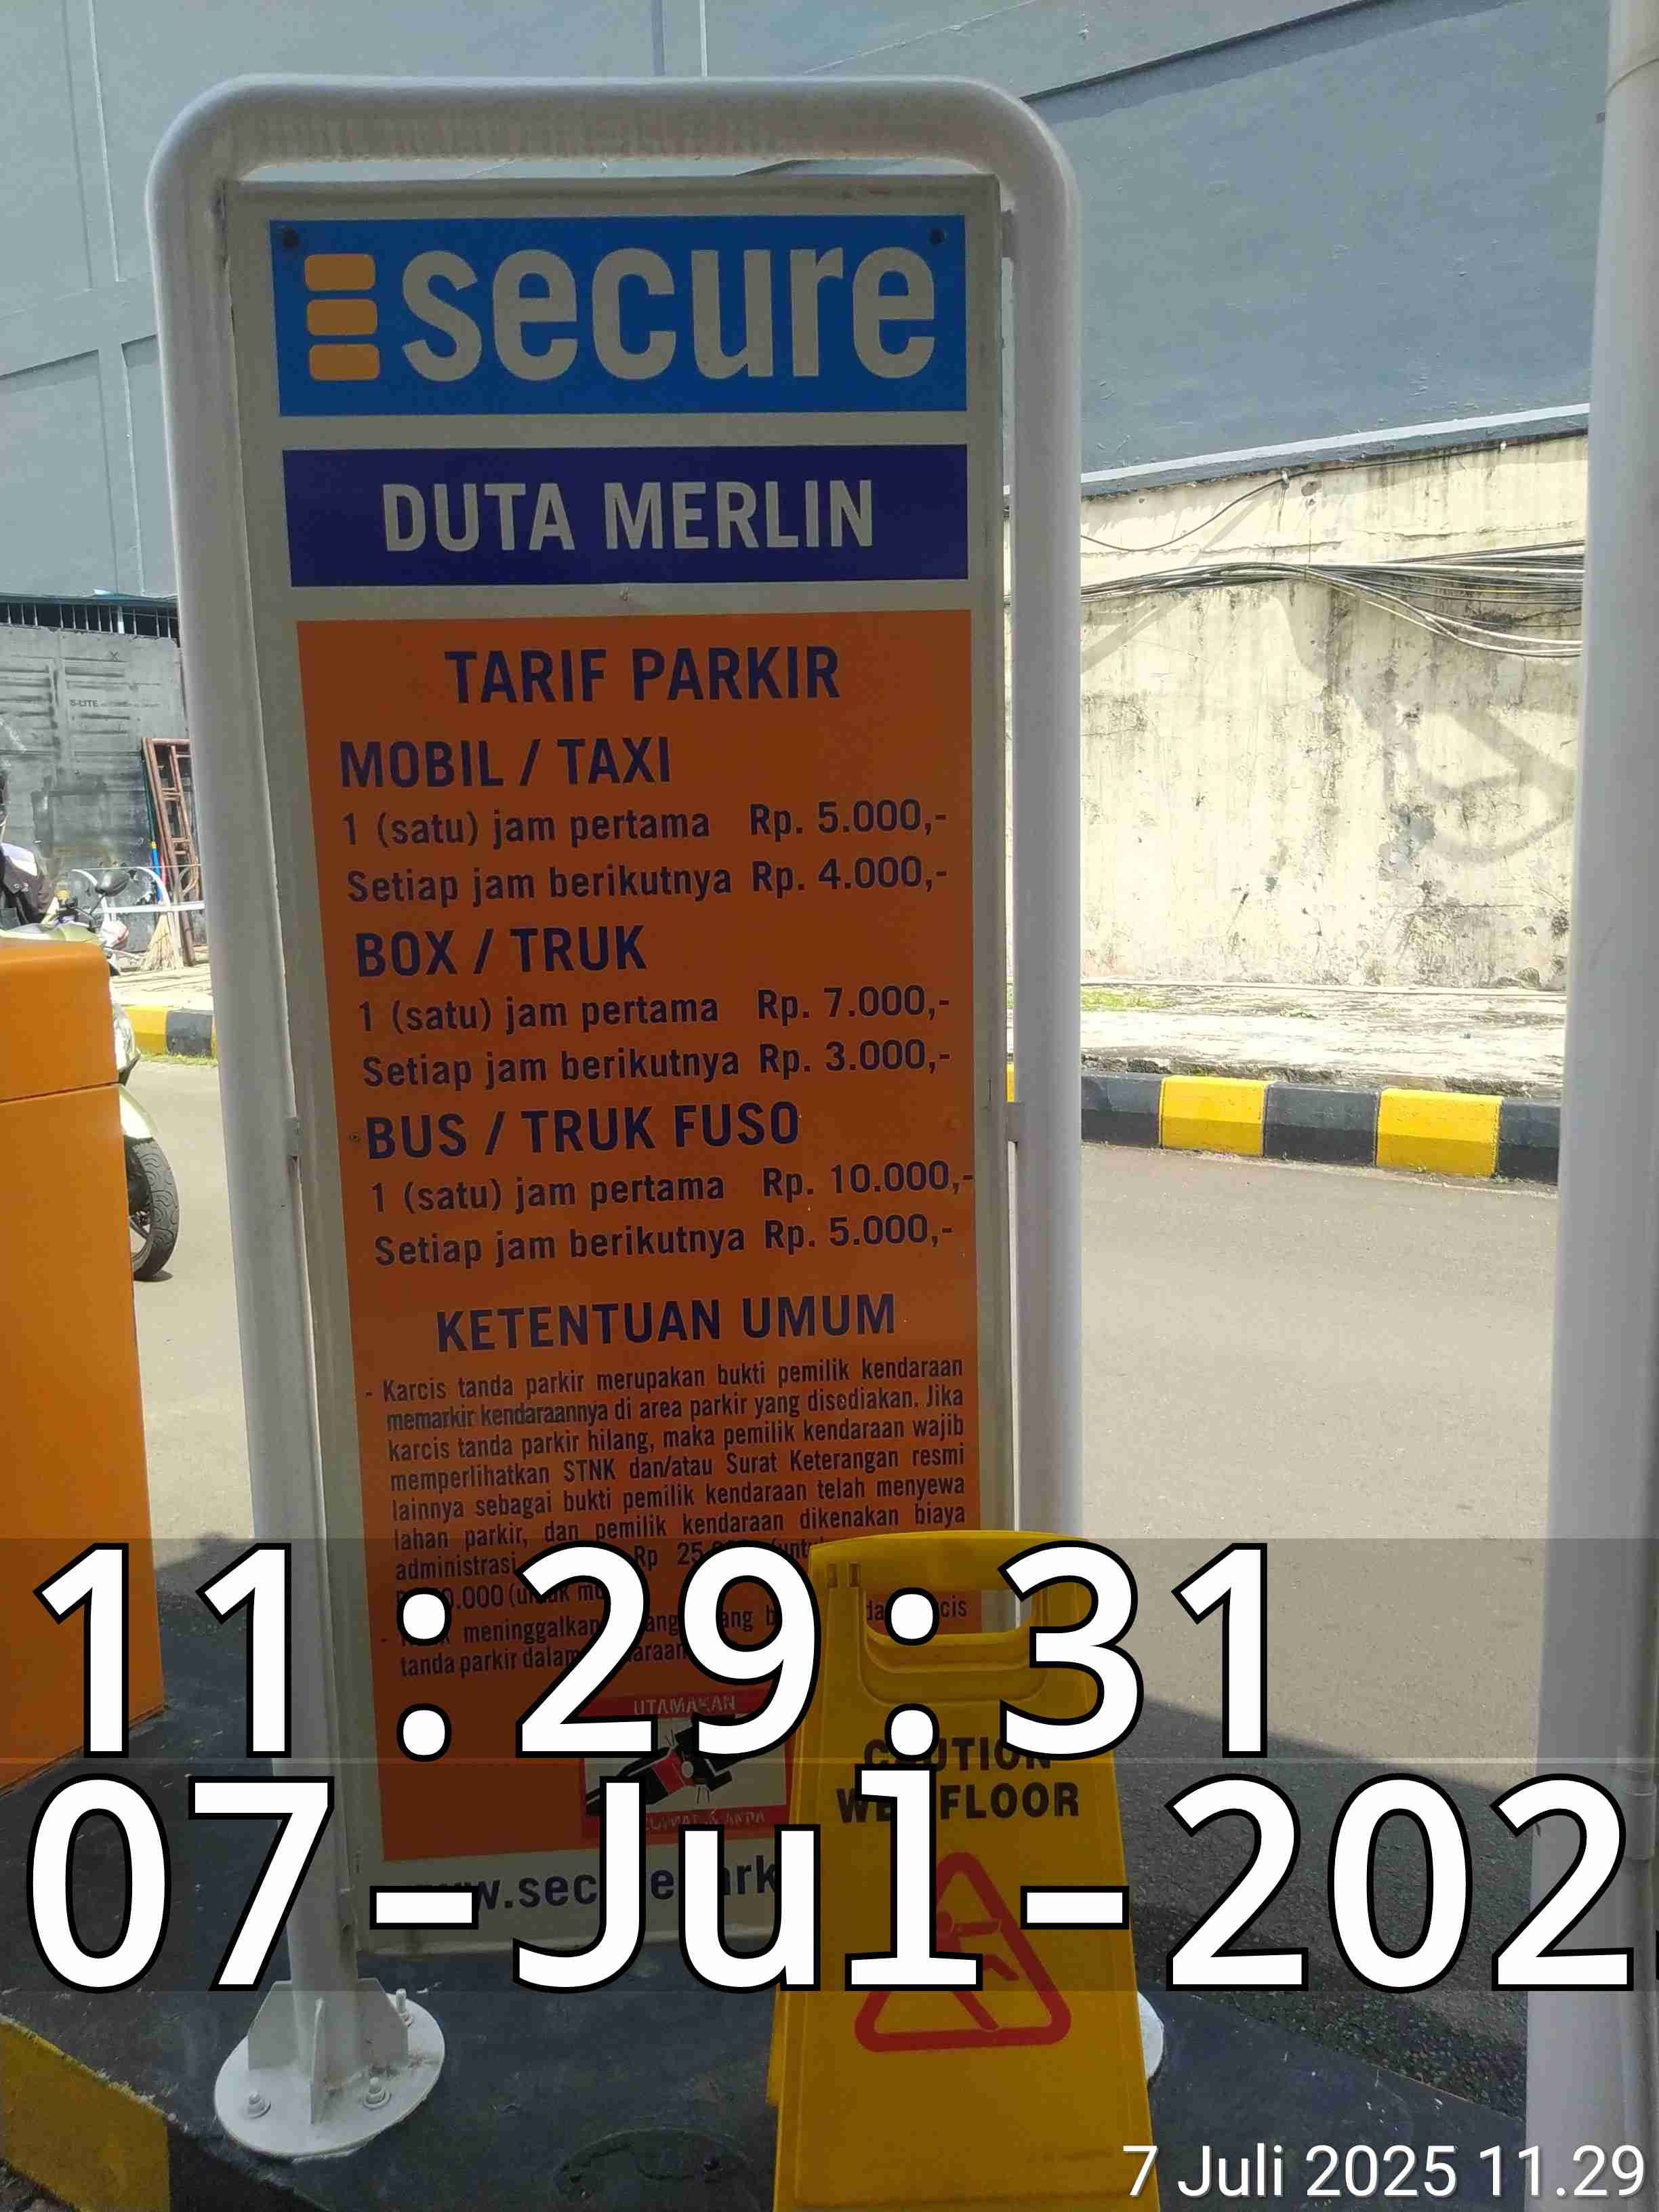 secure
DUTA MERLIN
TARIF PARKIR
MOBIL / TAXI
1 (satu) jam pertama Rp. 5.000,-
Setiap jam berikutnya Rp. 4.000,-
BOX / TRUK
1 (satu) jam pertama Rp. 7.000,-
Setiap jam berikutnya Rp. 3.000,-
BUS / TRUK FUSO
1 (satu) jam pertama Rp. 10.000,-
Setiap jam berikutnya Rp. 5.000,-
KETENTUAN UMUM
- Karcis tanda parkir merupakan bukti pemilik kendaraan
memarkir kendaraannya di area parkir yang disediakan. Jika
karcis tanda parkir hilang, maka pemilik kendaraan wajib
memperlihatkan STNK dan/atau Surat Keterangan resmi
lainnya sebagai bukti pemilik kendaraan telah menyewa
lahan parkir, dan pemilik kendaraan dikenakan biaya
administrasi Rp
meninggalkan
tanda parkir dalam
UTAMAKAN
CAUTION
WET FLOOR
11:29:31
07-Jul-202
7 Juli 2025 11.29